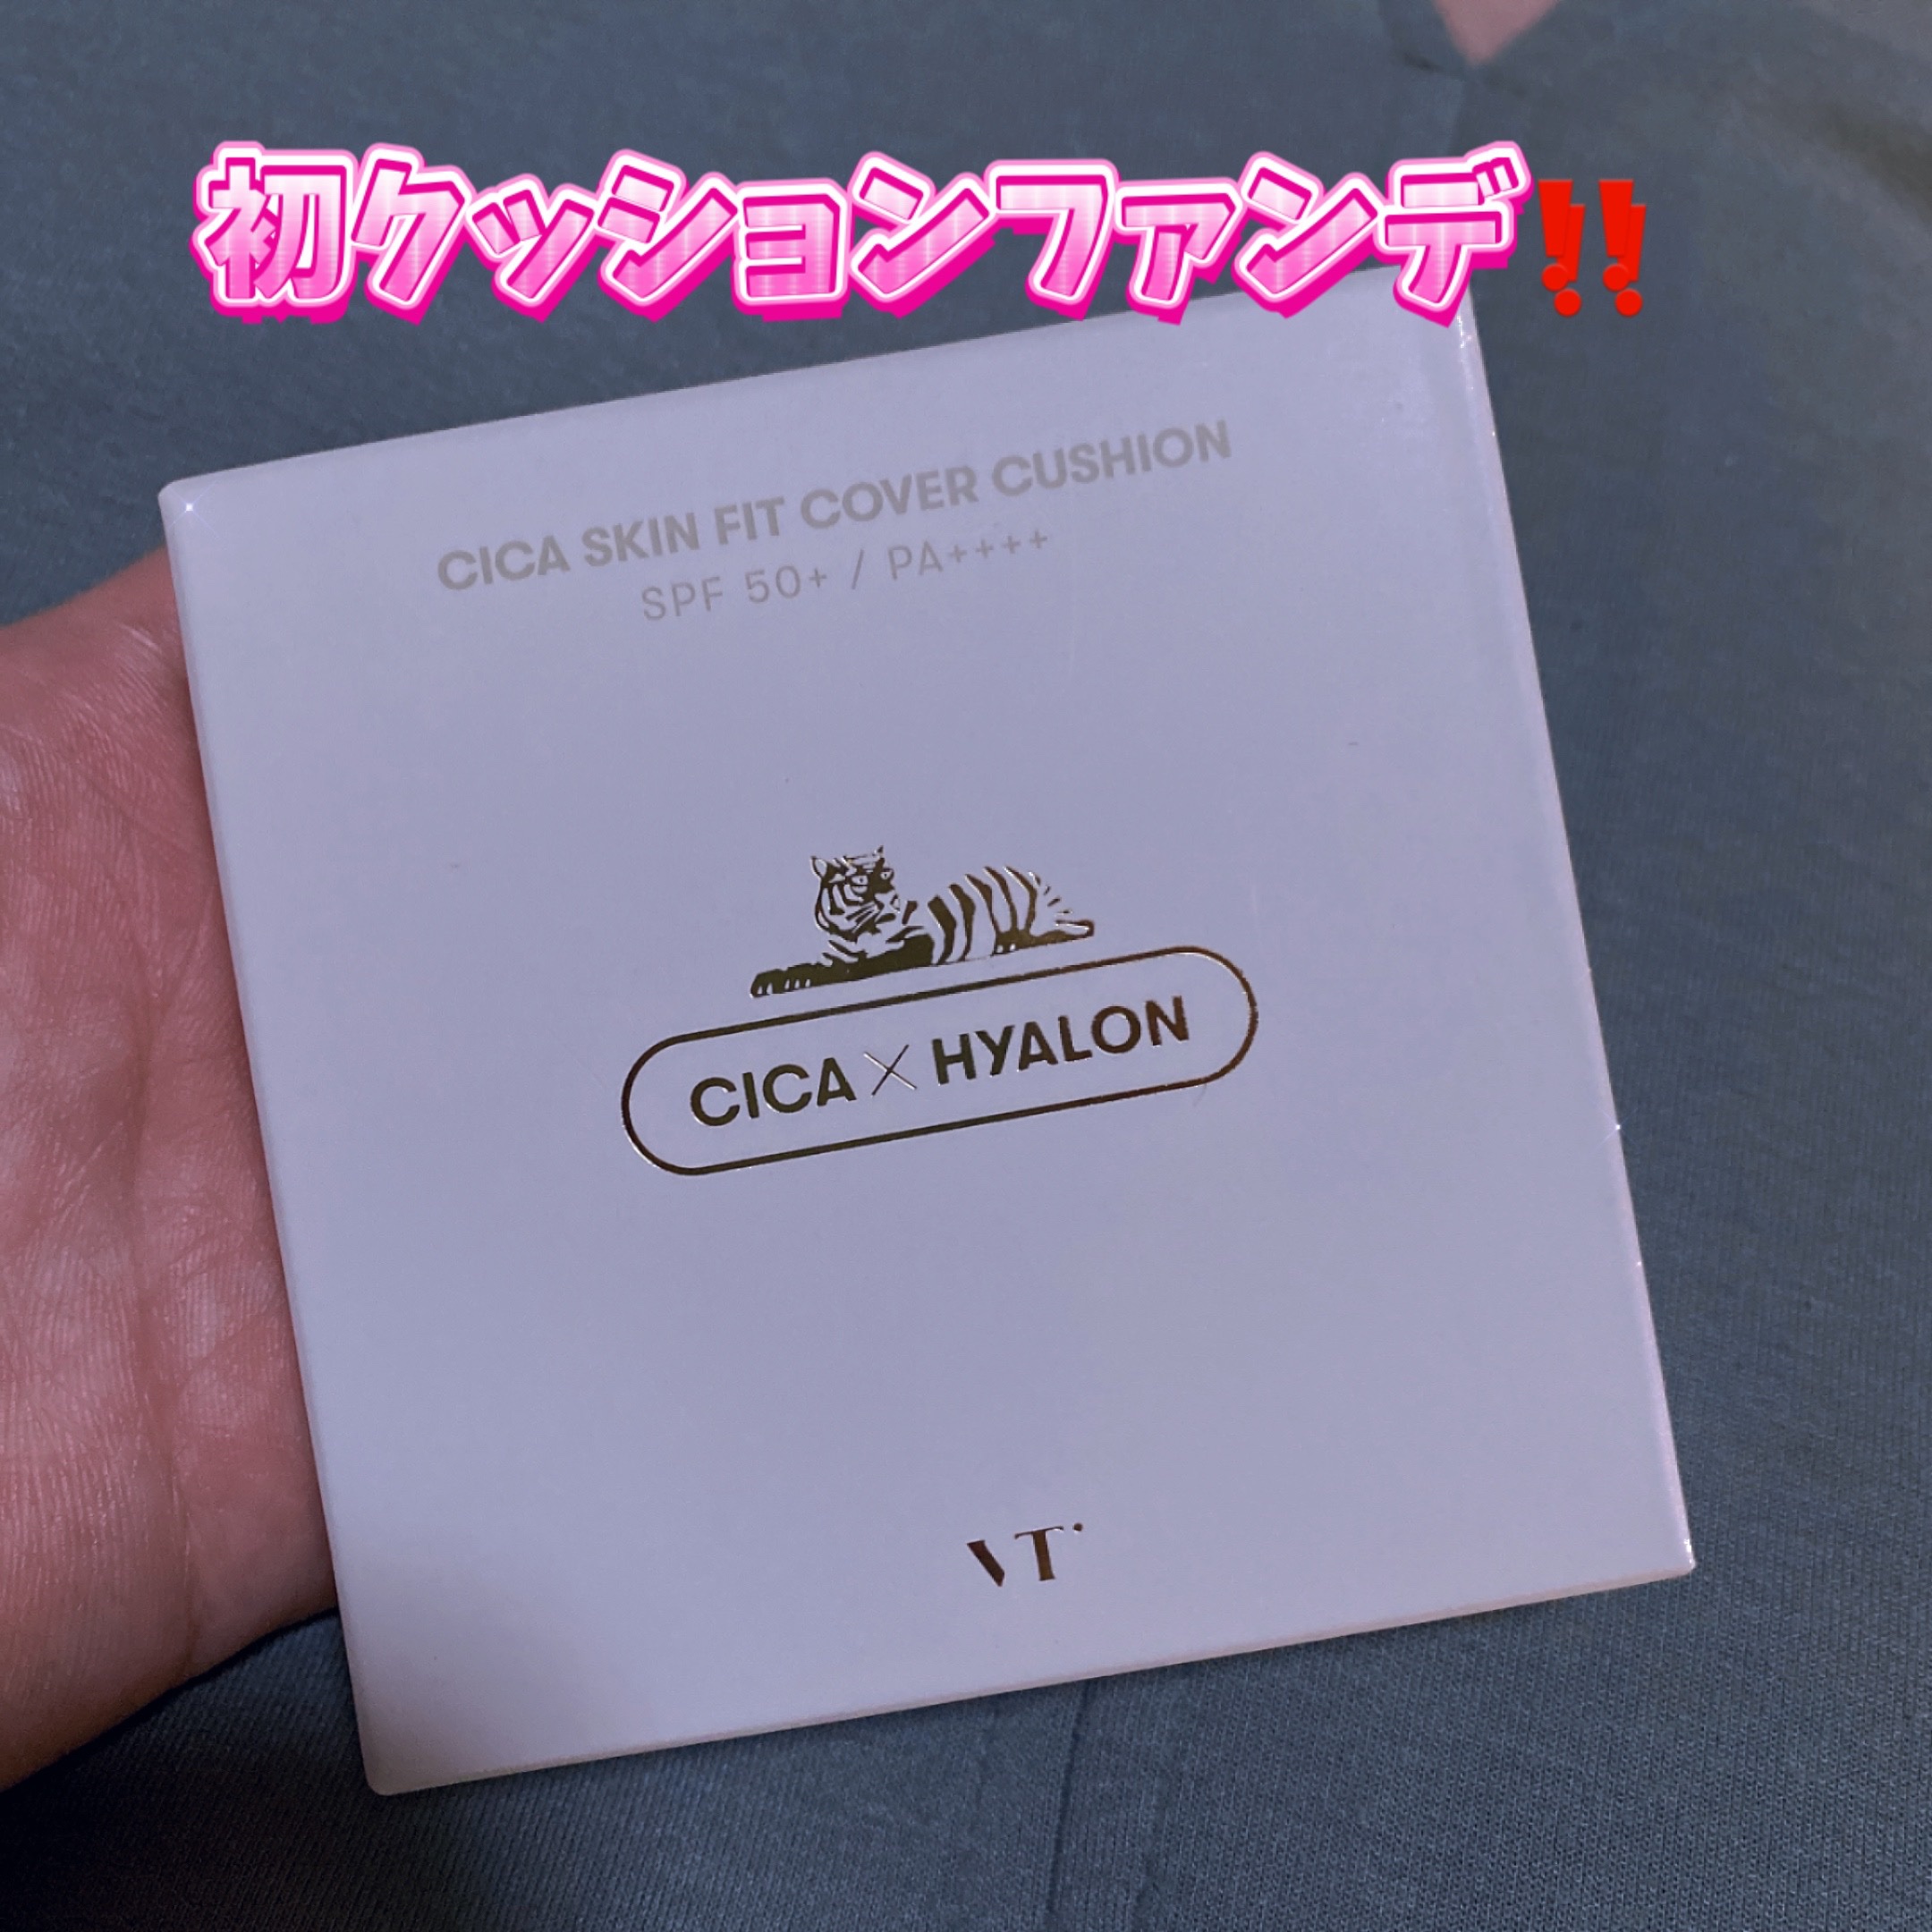 初クッションファンデ‼️
CICA SKIN FIT COVER CUSHION
SPF 50+ / PA++++
CICA×HYALON
VT